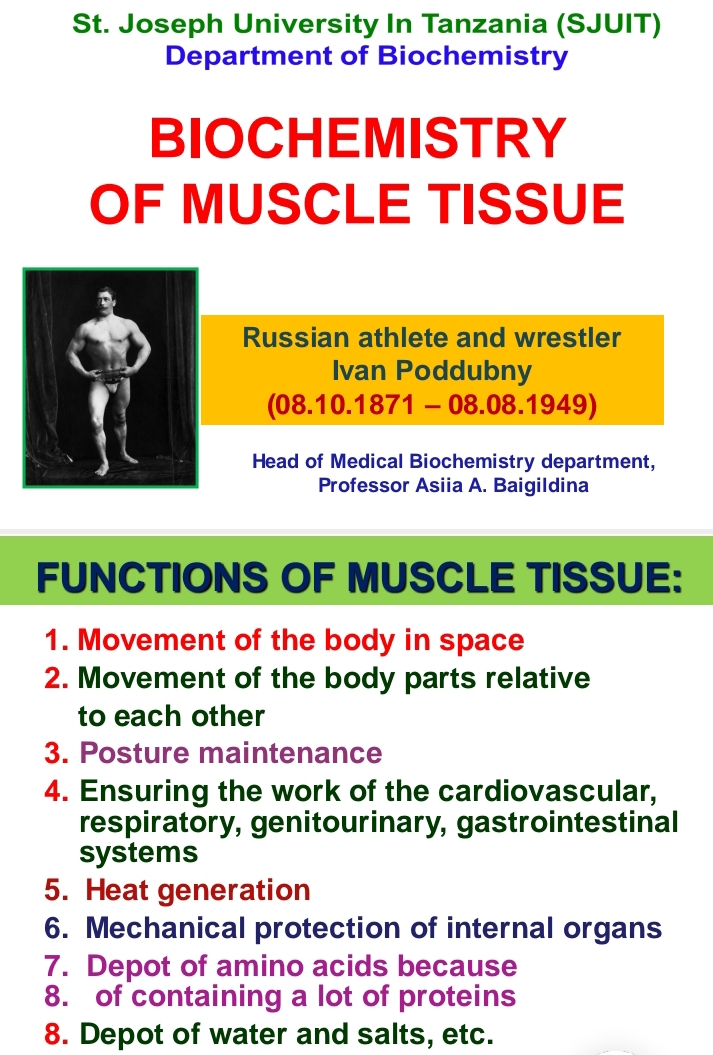 St. Joseph University In Tanzania (SJUIT)
Department of Biochemistry
BIOCHEMISTRY
OF MUSCLE TISSUE
Russian athlete and wrestler
Ivan Poddubny
(08.10.1871 – 08.08.1949)
Head of Medical Biochemistry department,
Professor Asiia A. Baigildina
FUNCTIONS OF MUSCLE TISSUE:
1. Movement of the body in space
2. Movement of the body parts relative
to each other
3. Posture maintenance
4. Ensuring the work of the cardiovascular,
respiratory, genitourinary, gastrointestinal
systems
5. Heat generation
6. Mechanical protection of internal organs
7. Depot of amino acids because
8. of containing a lot of proteins
8. Depot of water and salts, etc.